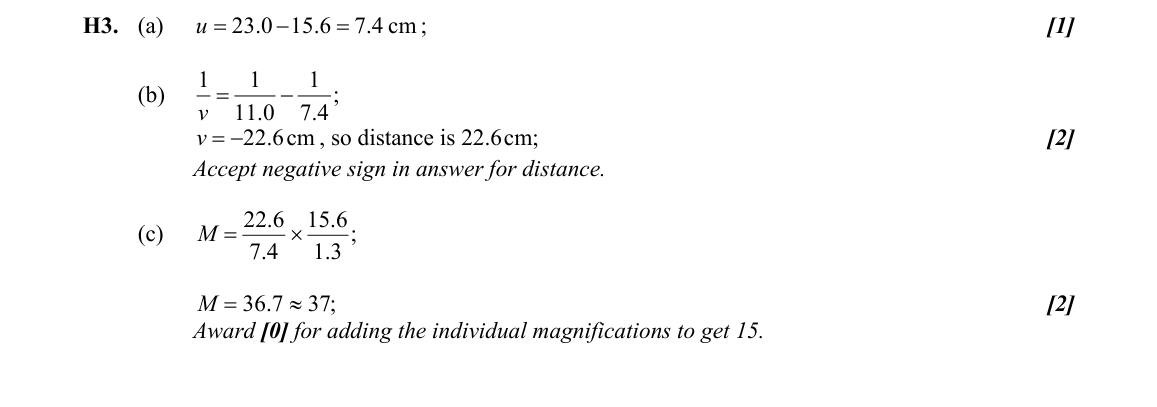 H3. (a) u = 23.0 − 15.6 = 7.4 cm ; [1]
(b) 1/v = 1/11.0 − 1/7.4 ;
v = −22.6 cm , so distance is 22.6 cm; [2]
Accept negative sign in answer for distance.
(c) M = 22.6/7.4 × 15.6/1.3 ;
M = 36.7 ≈ 37; [2]
Award [0] for adding the individual magnifications to get 15.